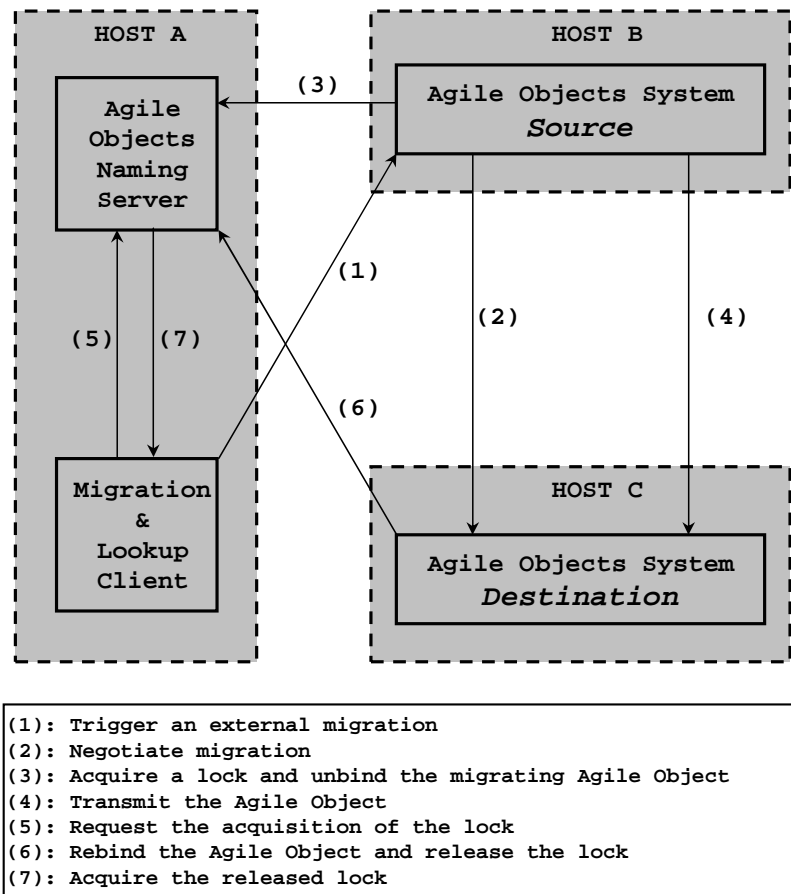 HOST A
Agile
Objects
Naming
Server
(5)
(7)
Migration
&
Lookup
Client
(3)
(1)
(6)
HOST B
Agile Objects System
Source
(2)
(4)
HOST C
Agile Objects System
Destination
(1): Trigger an external migration
(2): Negotiate migration
(3): Acquire a lock and unbind the migrating Agile Object
(4): Transmit the Agile Object
(5): Request the acquisition of the lock
(6): Rebind the Agile Object and release the lock
(7): Acquire the released lock